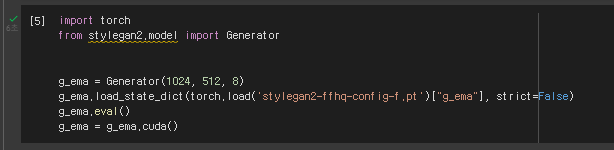 [5] import torch
from stylegan2.model import Generator
g_ema = Generator(1024, 512, 8)
g_ema.load_state_dict(torch.load('stylegan2-ffhq-config-f.pt')["g_ema"], strict=False)
g_ema.eval()
g_ema = g_ema.cuda()